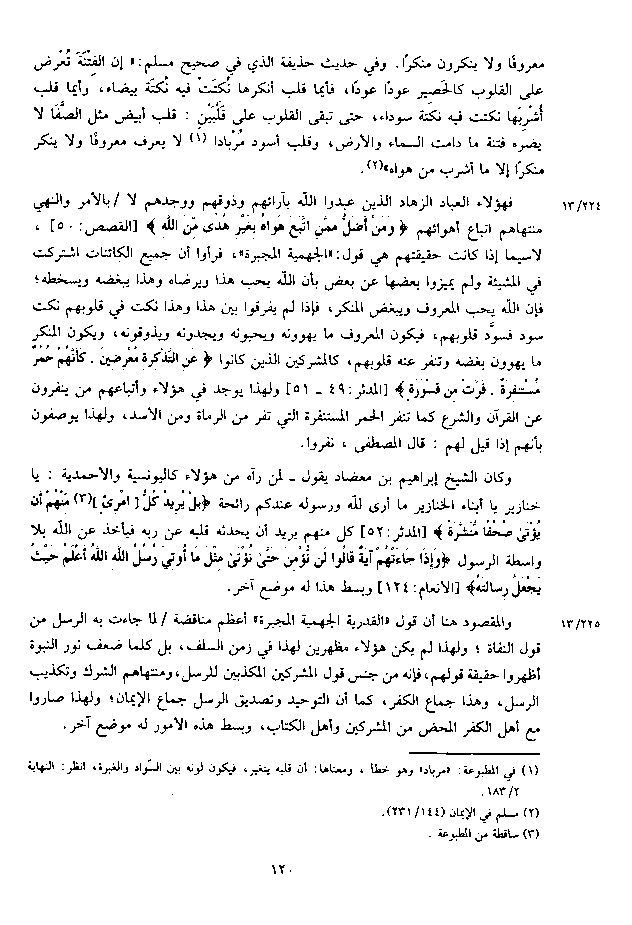 معروفًا ولا ينكرون منكرًا. وفي حديث حذيفة الذي في صحيح مسلم: «إن الفِتْنَة تُعْرَض
على القلوب كالحَصِير عودًا عودًا، فأيما قلب أنكرها نُكتَتْ فيه نُكتَة بيضاء، وأيما قلب
أُشْرِبَها نكتت فيه نكتة سوداء، حتى تبقى القلوب على قَلْبَيْنِ : قلب أبيض مثل الصَّفَا لا
يضره فتنة ما دامت السماء والأرض، وقلب أسود مُرْبادا (١) لا يعرف معروفًا ولا ينكر
منكرًا إلا ما أشرب من هواه»(٢).
١٣/٢٢٤ فهؤلاء العباد الزهاد الذين عبدوا الله بآرائهم وذوقهم ووجدهم لا /بالأمر والنهي
منتهاهم اتباع أهوائهم ﴿ وَمَنْ أَضَلُّ مِمَّنِ اتَّبَعَ هَوَاهُ بِغَيْرِ هُدًى مِّنَ اللَّهِ ﴾ [القصص: ٥٠] ،
لاسيما إذا كانت حقيقتهم هي قول: «الجهمية المجبرة»، فرأوا أن جميع الكائنات اشتركت
في المشيئة ولم يميزوا بعضها عن بعض بأن الله يحب هذا ويرضاه وهذا يبغضه ويسخطه؛
فإن الله يحب المعروف ويبغض المنكر، فإذا لم يفرقوا بين هذا وهذا نكت في قلوبهم نكت
سود فسوَّد قلوبهم، فيكون المعروف ما يهوونه ويحبونه ويجدونه ويذوقونه، ويكون المنكر
ما يهوون بغضه وتنفر عنه قلوبهم، كالمشركين الذين كانوا ﴿ عَنِ التَّذْكِرَةِ مُعْرِضِينَ . كَأَنَّهُمْ حُمُرٌ
مُّسْتَنفِرَةٌ . فَرَّتْ مِن قَسْوَرَةٍ ﴾ [المدثر: ٤٩ ـ ٥١] ولهذا يوجد في هؤلاء وأتباعهم من ينفرون
عن القرآن والشرع كما تنفر الحمر المستنفرة التي تفر من الرماة ومن الأسد، ولهذا يوصفون
بأنهم إذا قيل لهم : قال المصطفى ، نفروا.
وكان الشيخ إبراهيم بن معضاد يقول ـ لمن رآه من هؤلاء كاليونسية والأحمدية : يا
خنازير يا أبناء الخنازير ما أرى لله ورسوله عندكم رائحة ﴿بَلْ يُرِيدُ كُلُّ [ امْرِئٍ ](٣) مِّنْهُمْ أَن
يُؤْتَىٰ صُحُفًا مُّنَشَّرَةً ﴾ [المدثر: ٥٢] كل منهم يريد أن يحدثه قلبه عن ربه فيأخذ عن الله بلا
واسطة الرسول ﴿وَإِذَا جَاءَتْهُمْ آيَةٌ قَالُوا لَن نُّؤْمِنَ حَتَّىٰ نُؤْتَىٰ مِثْلَ مَا أُوتِيَ رُسُلُ اللَّهِ اللَّهُ أَعْلَمُ حَيْثُ
يَجْعَلُ رِسَالَتَهُ﴾ [الأنعام: ١٢٤] وبسط هذا له موضع آخر.
١٣/٢٢٥ والمقصود هنا أن قول «القدرية الجهمية المجبرة» أعظم مناقضة /لما جاءت به الرسل من
قول النفاة ؛ ولهذا لم يكن هؤلاء مظهرين لهذا في زمن السلف، بل كلما ضعف نور النبوة
أظهروا حقيقة قولهم، فإنه من جنس قول المشركين المكذبين للرسل، ومنتهاهم الشرك وتكذيب
الرسل، وهذا جماع الكفر، كما أن التوحيد وتصديق الرسل جماع الإيمان؛ ولهذا صاروا
مع أهل الكفر المحض من المشركين وأهل الكتاب، وبسط هذه الأمور له موضع آخر.
(١) في المطبوعة: «مرباد» وهو خطأ ، ومعناها: أن قلبه يتغير، فيكون لونه بين السَّواد والغبرة، انظر: النهاية
٢/ ١٨٣.
(٢) مسلم في الإيمان (١٤٤/ ٢٣١).
(٣) ساقطة من المطبوعة .
١٢٠